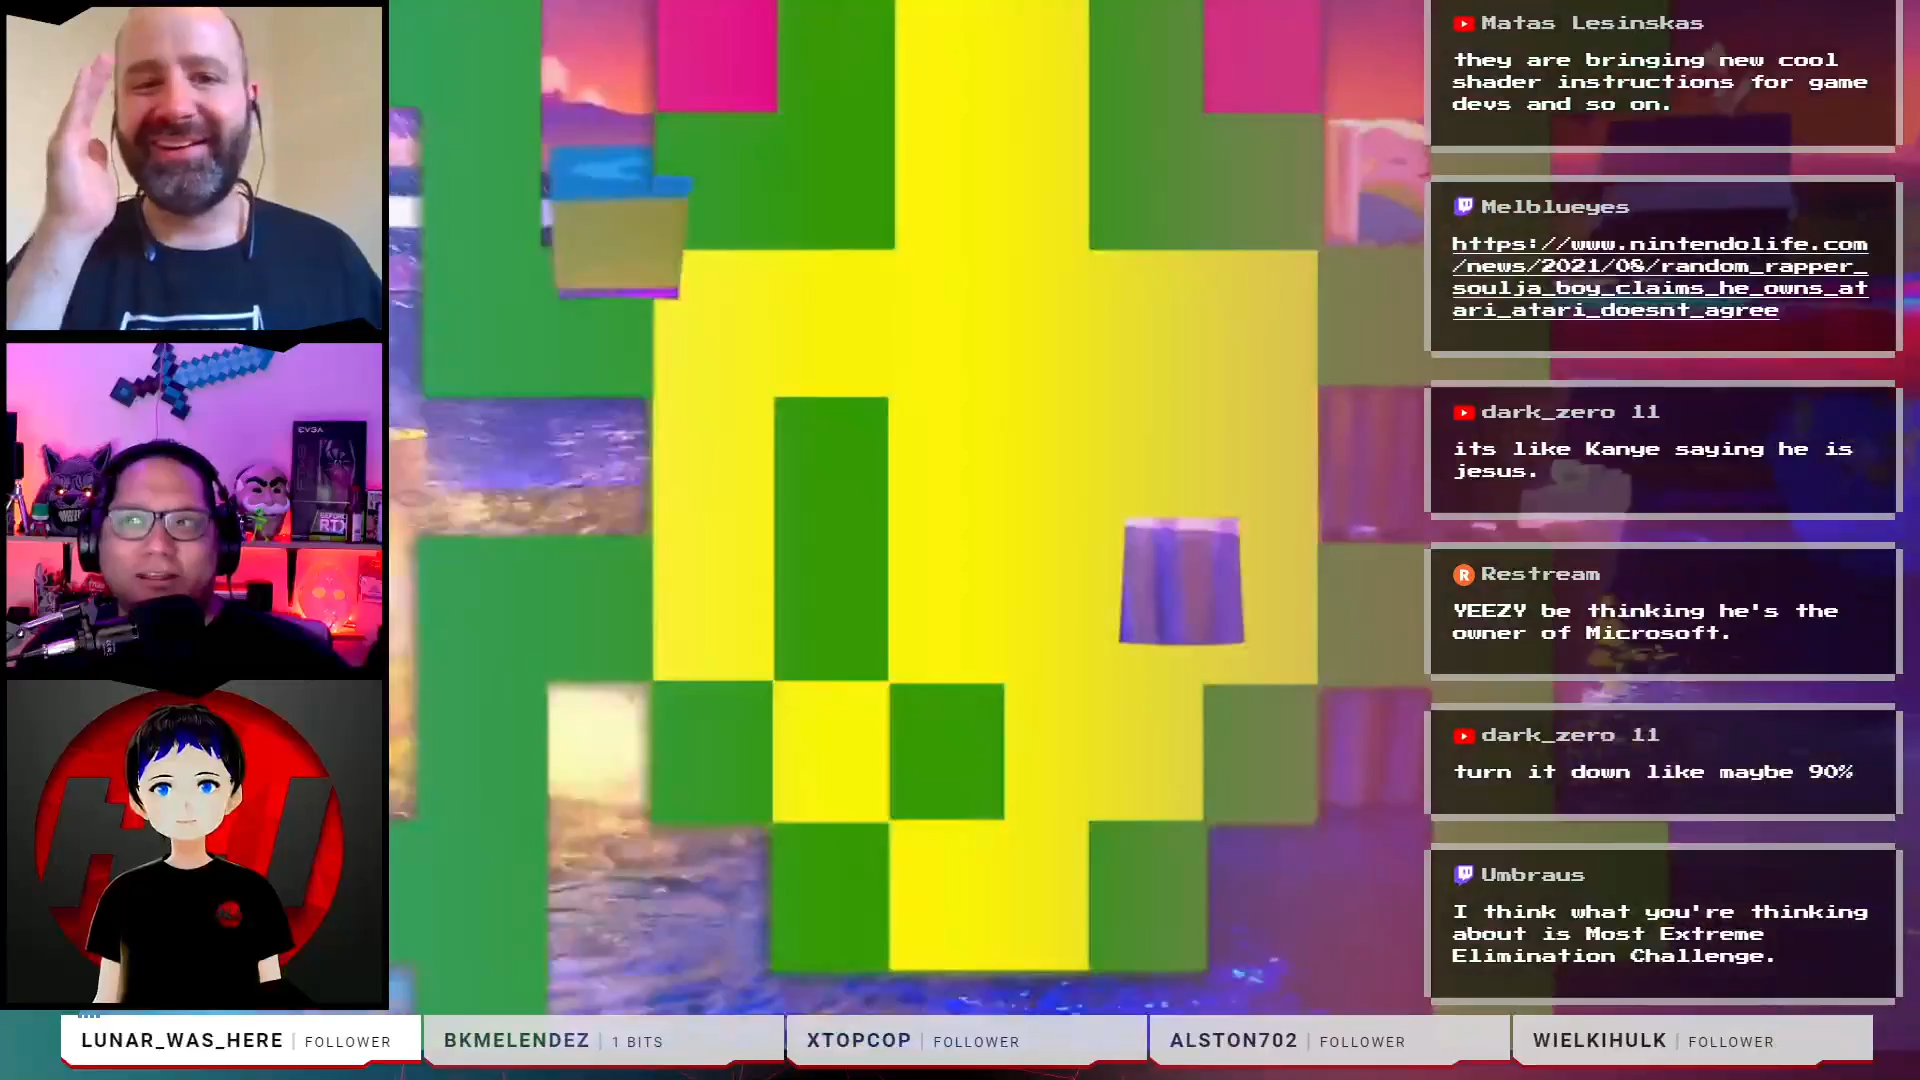 Matas Lesinskas
they are bringing new cool
shader instructions for game
devs and so on.
Melblueyes
https://www.nintendolife.com
/news/2021/08/random_rapper_
soulja_boy_claims_he_owns_at
ari_atari_doesnt_agree
dark_zero 11
its like Kanye saying he is
jesus.
Restream
YEEZY be thinking he's the
owner of Microsoft.
dark_zero 11
turn it down like maybe 90%
Umbraus
I think what you're thinking
about is Most Extreme
Elimination Challenge.
EVGA
GEFORCE
RTX
LUNAR_WAS_HERE | FOLLOWER
BKMELENDEZ | 1 BITS
XTOPCOP | FOLLOWER
ALSTON702 | FOLLOWER
WIELKIHULK | FOLLOWER